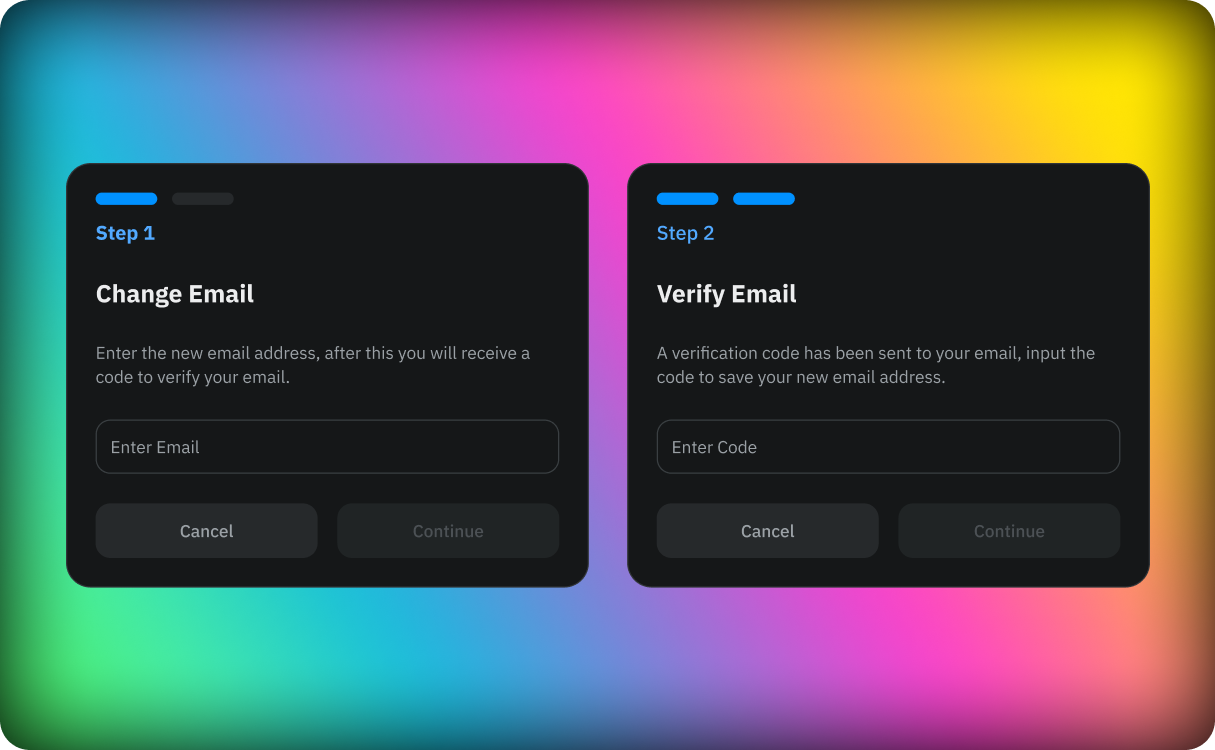 Step 1
Change Email
Enter the new email address, after this you will receive a
code to verify your email.
Enter Email
Cancel
Continue
Step 2
Verify Email
A verification code has been sent to your email, input the
code to save your new email address.
Enter Code
Cancel
Continue